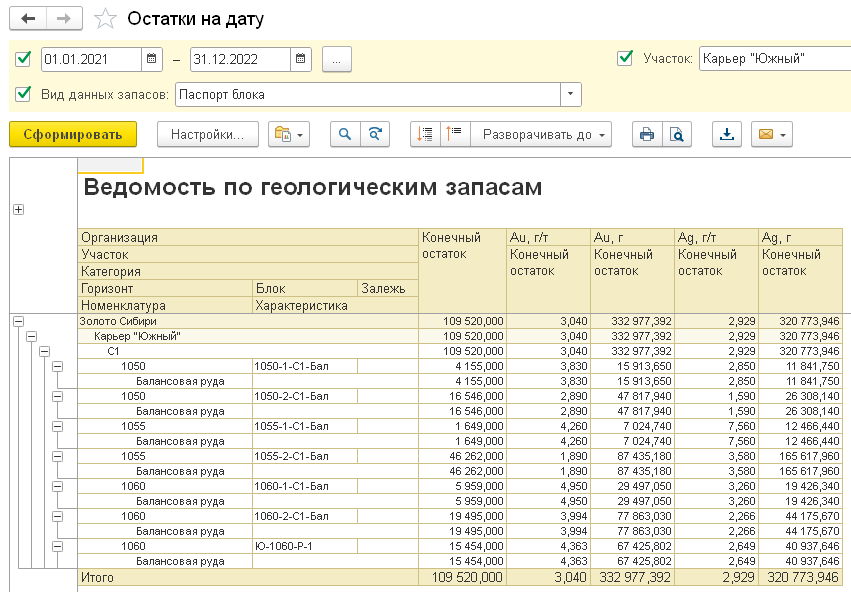 Остатки на дату
01.01.2021 – 31.12.2022 ... Участок: Карьер "Южный"
Вид данных запасов: Паспорт блока
Сформировать Настройки... Разворачивать до
Ведомость по геологическим запасам
Организация Конечный остаток Au, г/т Au, г Ag, г/т Ag, г
Участок Конечный остаток Конечный остаток Конечный остаток Конечный остаток
Категория
Горизонт Блок Залежь
Номенклатура Характеристика
Золото Сибири 109 520,000 3,040 332 977,392 2,929 320 773,946
Карьер "Южный" 109 520,000 3,040 332 977,392 2,929 320 773,946
С1 109 520,000 3,040 332 977,392 2,929 320 773,946
1050 1050-1-С1-Бал 4 155,000 3,830 15 913,650 2,850 11 841,750
Балансовая руда 4 155,000 3,830 15 913,650 2,850 11 841,750
1050 1050-2-С1-Бал 16 546,000 2,890 47 817,940 1,590 26 308,140
Балансовая руда 16 546,000 2,890 47 817,940 1,590 26 308,140
1055 1055-1-С1-Бал 1 649,000 4,260 7 024,740 7,560 12 466,440
Балансовая руда 1 649,000 4,260 7 024,740 7,560 12 466,440
1055 1055-2-С1-Бал 46 262,000 1,890 87 435,180 3,580 165 617,960
Балансовая руда 46 262,000 1,890 87 435,180 3,580 165 617,960
1060 1060-1-С1-Бал 5 959,000 4,950 29 497,050 3,260 19 426,340
Балансовая руда 5 959,000 4,950 29 497,050 3,260 19 426,340
1060 1060-2-С1-Бал 19 495,000 3,994 77 863,030 2,266 44 175,670
Балансовая руда 19 495,000 3,994 77 863,030 2,266 44 175,670
1060 Ю-1060-Р-1 15 454,000 4,363 67 425,802 2,649 40 937,646
Балансовая руда 15 454,000 4,363 67 425,802 2,649 40 937,646
Итого 109 520,000 3,040 332 977,392 2,929 320 773,946